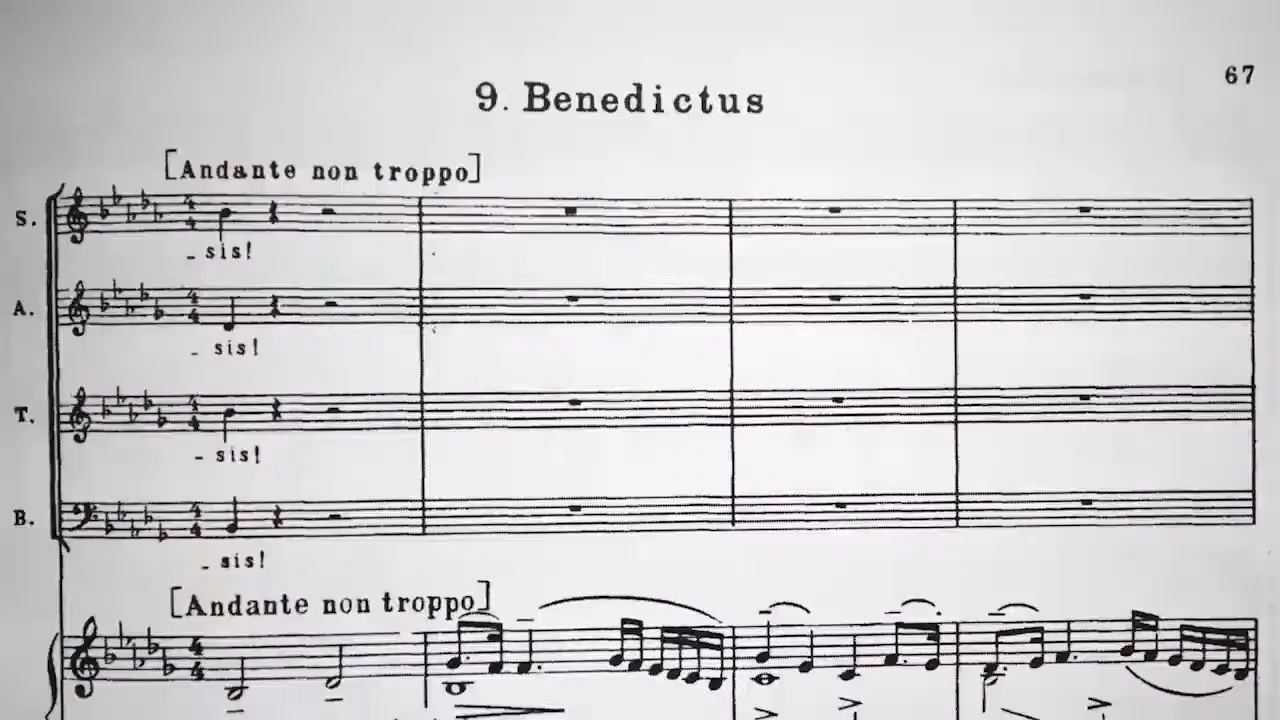 67
9. Benedictus
[Andante non troppo]
S.
- sis!
A.
- sis!
T.
- sis!
B.
- sis!
[Andante non troppo]